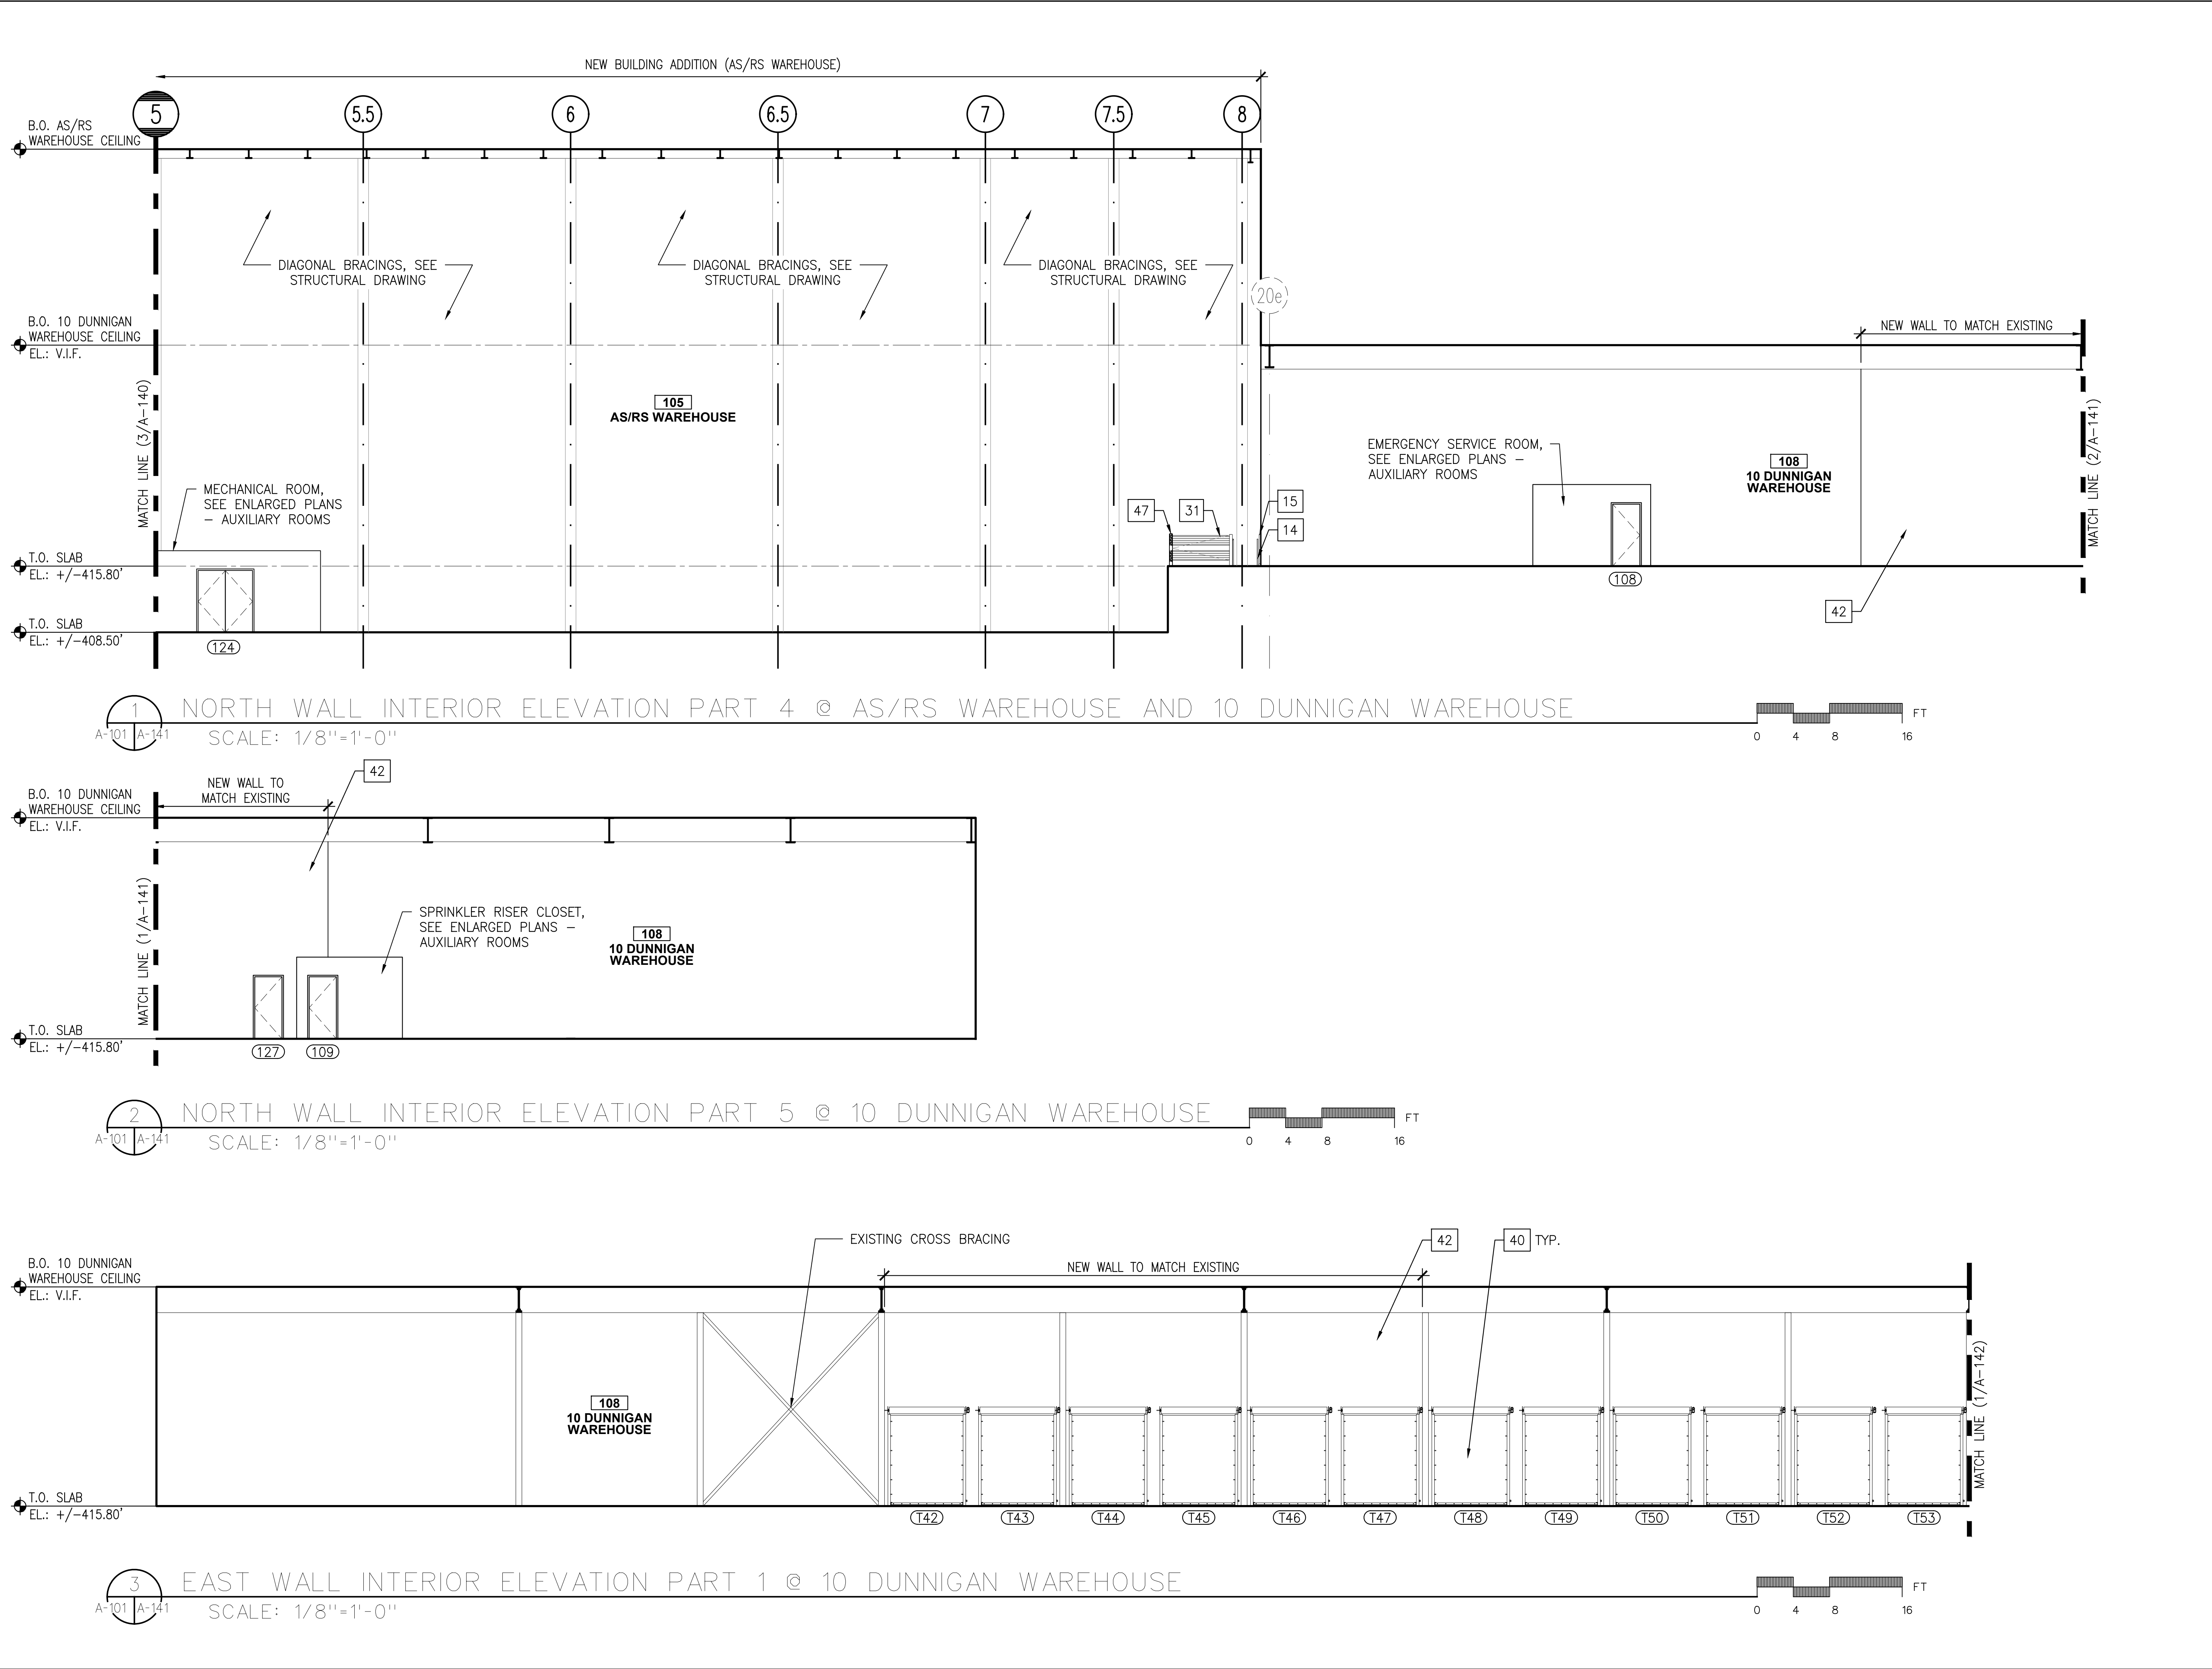 NEW BUILDING ADDITION (AS/RS WAREHOUSE)
5
5.5
6
6.5
7
7.5
8
B.O. AS/RS
WAREHOUSE CEILING
DIAGONAL BRACINGS, SEE
STRUCTURAL DRAWING
DIAGONAL BRACINGS, SEE
STRUCTURAL DRAWING
DIAGONAL BRACINGS, SEE
STRUCTURAL DRAWING
20e
B.O. 10 DUNNIGAN
WAREHOUSE CEILING
EL.: V.I.F.
NEW WALL TO MATCH EXISTING
MATCH LINE (3/A-140)
105
AS/RS WAREHOUSE
EMERGENCY SERVICE ROOM,
SEE ENLARGED PLANS –
AUXILIARY ROOMS
108
10 DUNNIGAN
WAREHOUSE
MATCH LINE (2/A-141)
MECHANICAL ROOM,
SEE ENLARGED PLANS
– AUXILIARY ROOMS
47
31
15
14
T.O. SLAB
EL.: +/-415.80'
108
42
T.O. SLAB
EL.: +/-408.50'
124
1
A-101 A-141
NORTH WALL INTERIOR ELEVATION PART 4 @ AS/RS WAREHOUSE AND 10 DUNNIGAN WAREHOUSE
SCALE: 1/8"=1'-0"
FT
0 4 8 16
42
NEW WALL TO
MATCH EXISTING
B.O. 10 DUNNIGAN
WAREHOUSE CEILING
EL.: V.I.F.
MATCH LINE (1/A-141)
SPRINKLER RISER CLOSET,
SEE ENLARGED PLANS –
AUXILIARY ROOMS
108
10 DUNNIGAN
WAREHOUSE
T.O. SLAB
EL.: +/-415.80'
127
109
2
A-101 A-141
NORTH WALL INTERIOR ELEVATION PART 5 @ 10 DUNNIGAN WAREHOUSE
SCALE: 1/8"=1'-0"
FT
0 4 8 16
EXISTING CROSS BRACING
42
40 TYP.
NEW WALL TO MATCH EXISTING
B.O. 10 DUNNIGAN
WAREHOUSE CEILING
EL.: V.I.F.
108
10 DUNNIGAN
WAREHOUSE
MATCH LINE (1/A-142)
T.O. SLAB
EL.: +/-415.80'
T42
T43
T44
T45
T46
T47
T48
T49
T50
T51
T52
T53
3
A-101 A-141
EAST WALL INTERIOR ELEVATION PART 1 @ 10 DUNNIGAN WAREHOUSE
SCALE: 1/8"=1'-0"
FT
0 4 8 16